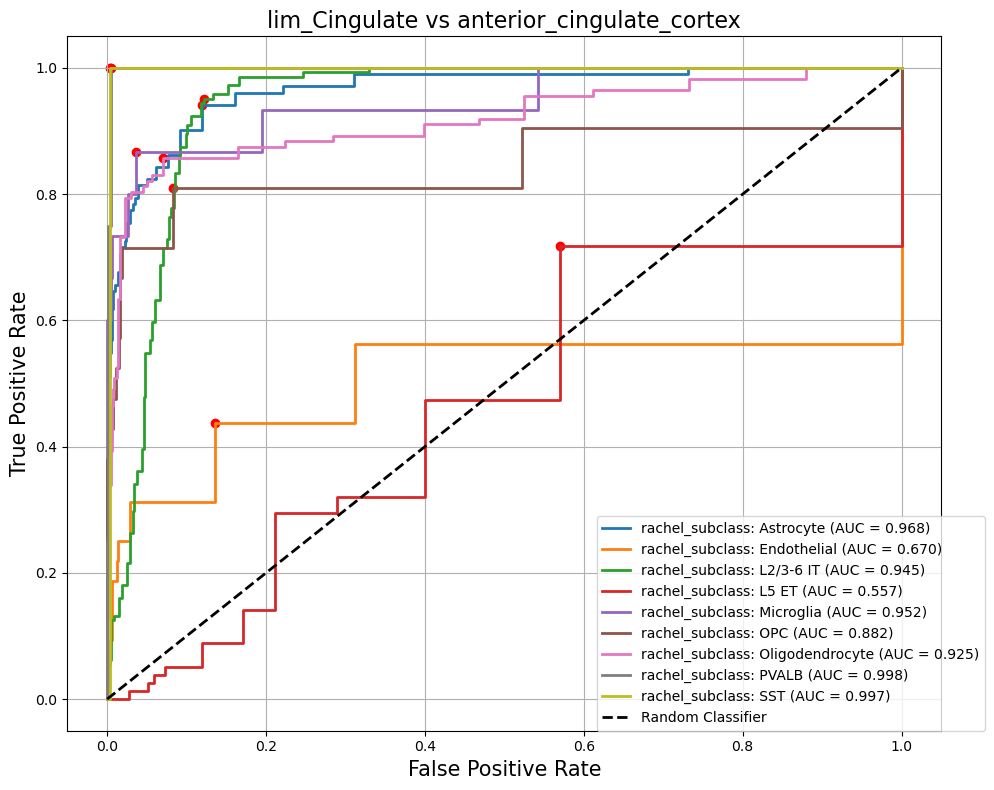 lim_Cingulate vs anterior_cingulate_cortex
True Positive Rate
1.0
0.8
0.6
0.4
0.2
0.0
0.0 0.2 0.4 0.6 0.8 1.0
False Positive Rate
rachel_subclass: Astrocyte (AUC = 0.968)
rachel_subclass: Endothelial (AUC = 0.670)
rachel_subclass: L2/3-6 IT (AUC = 0.945)
rachel_subclass: L5 ET (AUC = 0.557)
rachel_subclass: Microglia (AUC = 0.952)
rachel_subclass: OPC (AUC = 0.882)
rachel_subclass: Oligodendrocyte (AUC = 0.925)
rachel_subclass: PVALB (AUC = 0.998)
rachel_subclass: SST (AUC = 0.997)
Random Classifier